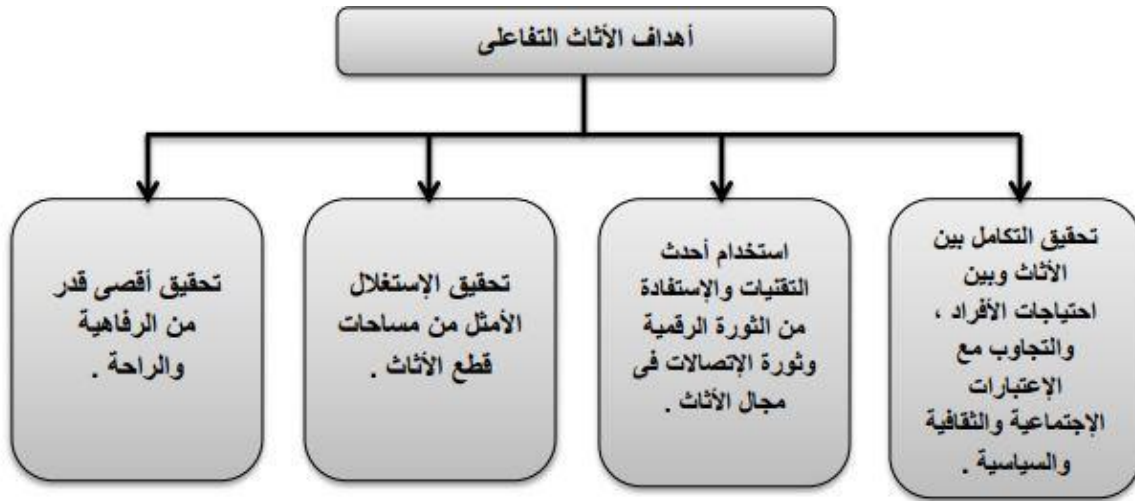 أهداف الأثاث التفاعلى
تحقيق التكامل بين
الأثاث وبين
احتياجات الأفراد ،
والتجاوب مع
الإعتبارات
الإجتماعية والثقافية
والسياسية .
استخدام أحدث
التقنيات والإستفادة
من الثورة الرقمية
وثورة الإتصالات فى
مجال الأثاث .
تحقيق الإستغلال
الأمثل من مساحات
قطع الأثاث .
تحقيق أقصى قدر
من الرفاهية
والراحة .